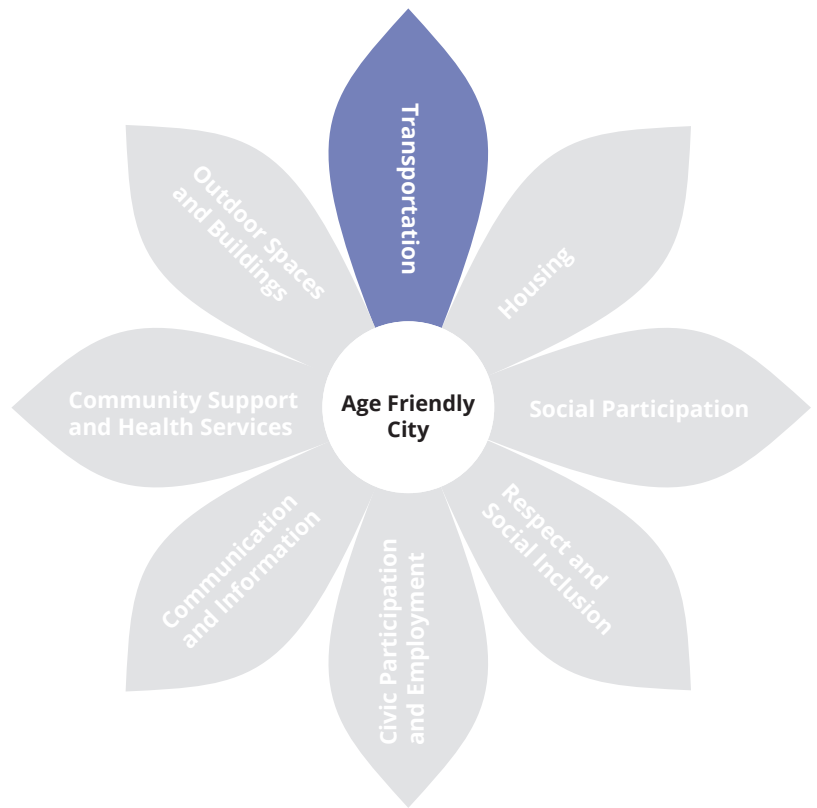 Transportation
Housing
Social Participation
Respect and
Social Inclusion
Civic Participation
and Employment
Communication
and Information
Community Support
and Health Services
Outdoor Spaces
and Buildings
Age Friendly
City